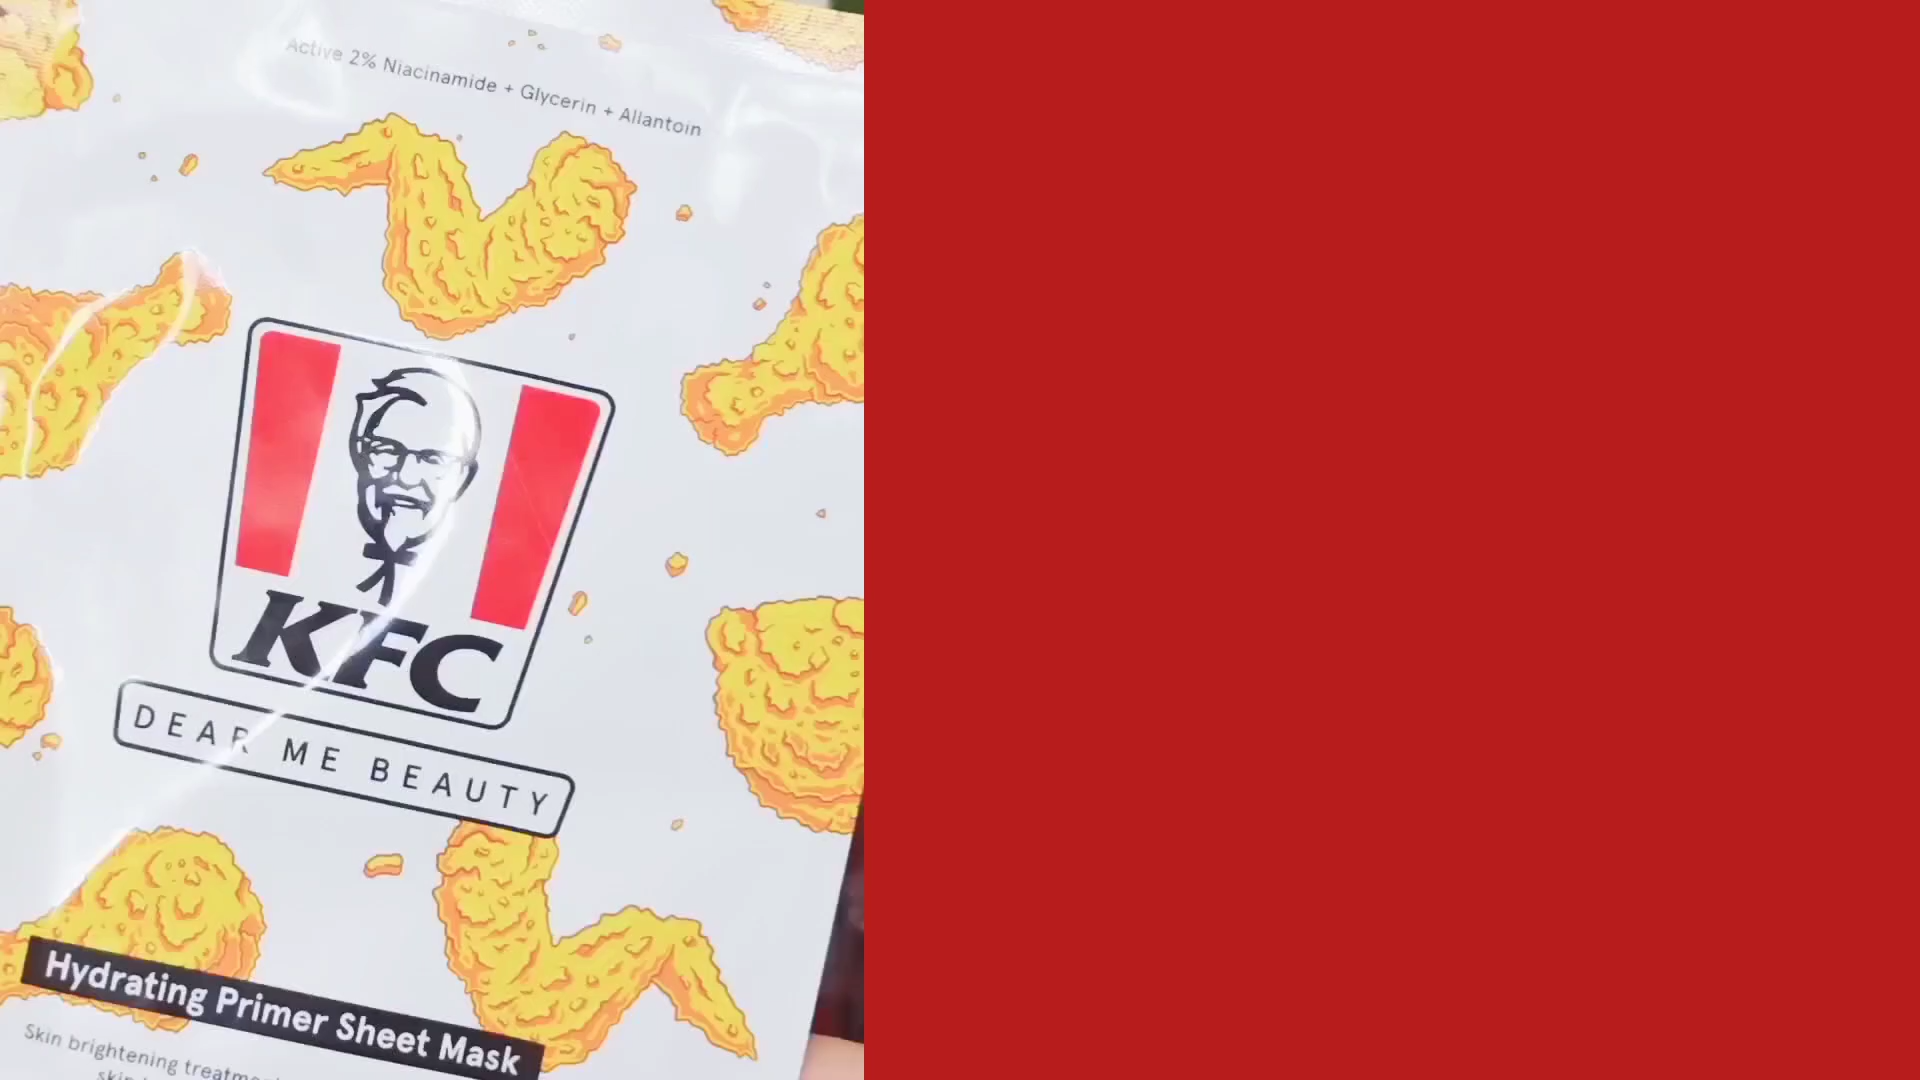 Active 2% Niacinamide + Glycerin + Allantoin
KFC
DEAR ME BEAUTY
Hydrating Primer Sheet Mask
Skin brightening